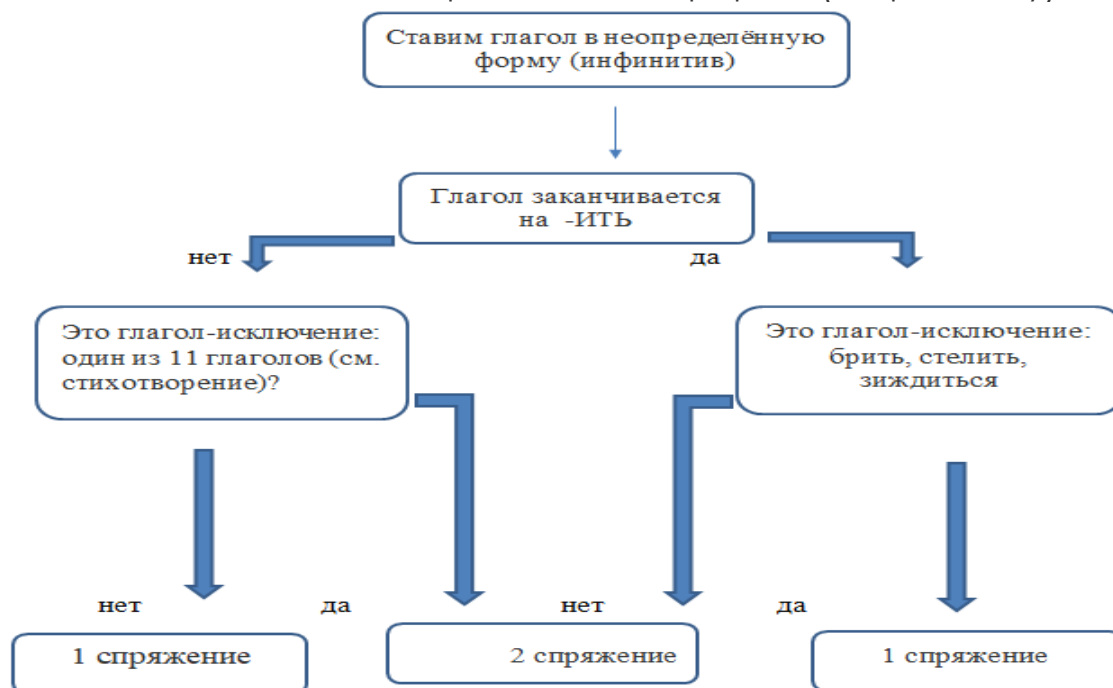 Ставим глагол в неопределённую
форму (инфинитив)
Глагол заканчивается
на -ИТЬ
нет
да
Это глагол-исключение:
один из 11 глаголов (см.
стихотворение)?
Это глагол-исключение:
брить, стелить,
зиждиться
нет
да
нет
да
1 спряжение
2 спряжение
1 спряжение